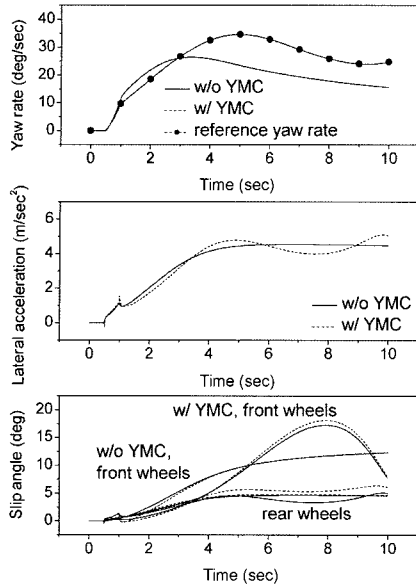 Yaw rate (deg/sec)
40
30
20
10
0
w/o YMC
w/ YMC
reference yaw rate
0 2 4 6 8 10
Time (sec)
Lateral acceleration (m/sec²)
6
4
2
0
w/o YMC
w/ YMC
0 2 4 6 8 10
Time (sec)
Slip angle (deg)
20
15
10
5
0
w/ YMC, front wheels
w/o YMC,
front wheels
rear wheels
0 2 4 6 8 10
Time (sec)